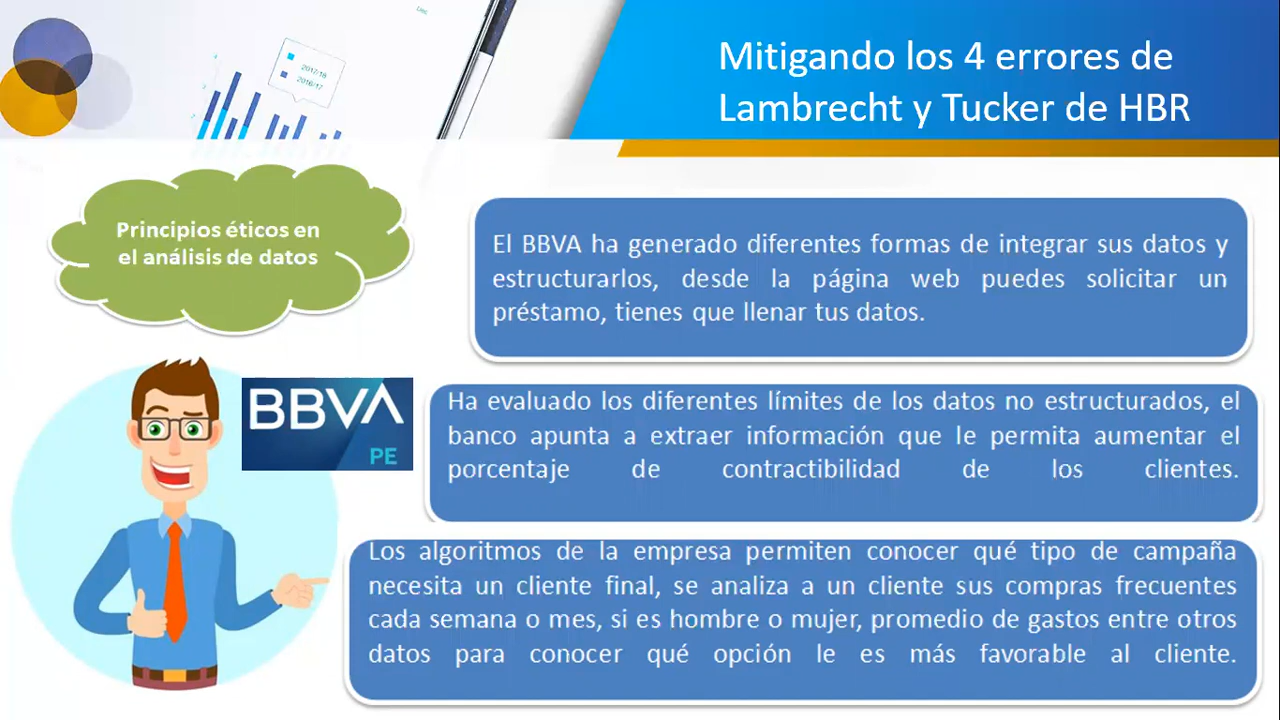 Dec
2017/18
2016/17
Mitigando los 4 errores de
Lambrecht y Tucker de HBR
Principios éticos en
el análisis de datos
El BBVA ha generado diferentes formas de integrar sus datos y
estructurarlos, desde la página web puedes solicitar un
préstamo, tienes que llenar tus datos.
BBVA
PE
Ha evaluado los diferentes límites de los datos no estructurados, el
banco apunta a extraer información que le permita aumentar el
porcentaje de contractibilidad de los clientes.
Los algoritmos de la empresa permiten conocer qué tipo de campaña
necesita un cliente final, se analiza a un cliente sus compras frecuentes
cada semana o mes, si es hombre o mujer, promedio de gastos entre otros
datos para conocer qué opción le es más favorable al cliente.